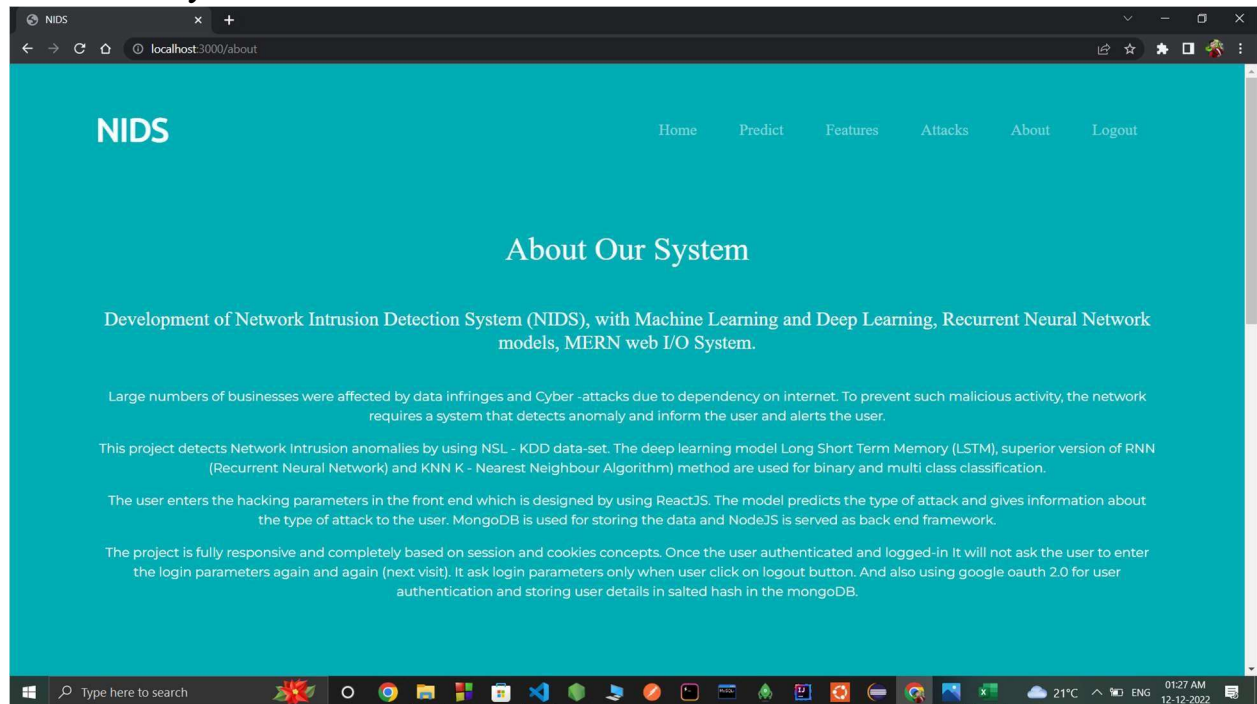 NIDS
localhost:3000/about
NIDS
Home Predict Features Attacks About Logout
About Our System
Development of Network Intrusion Detection System (NIDS), with Machine Learning and Deep Learning, Recurrent Neural Network
models, MERN web I/O System.
Large numbers of businesses were affected by data infringes and Cyber -attacks due to dependency on internet. To prevent such malicious activity, the network
requires a system that detects anomaly and inform the user and alerts the user.
This project detects Network Intrusion anomalies by using NSL - KDD data-set. The deep learning model Long Short Term Memory (LSTM), superior version of RNN
(Recurrent Neural Network) and KNN K - Nearest Neighbour Algorithm) method are used for binary and multi class classification.
The user enters the hacking parameters in the front end which is designed by using ReactJS. The model predicts the type of attack and gives information about
the type of attack to the user. MongoDB is used for storing the data and NodeJS is served as back end framework.
The project is fully responsive and completely based on session and cookies concepts. Once the user authenticated and logged-in It will not ask the user to enter
the login parameters again and again (next visit). It ask login parameters only when user click on logout button. And also using google oauth 2.0 for user
authentication and storing user details in salted hash in the mongoDB.
Type here to search
21°C ENG 01:27 AM
12-12-2022